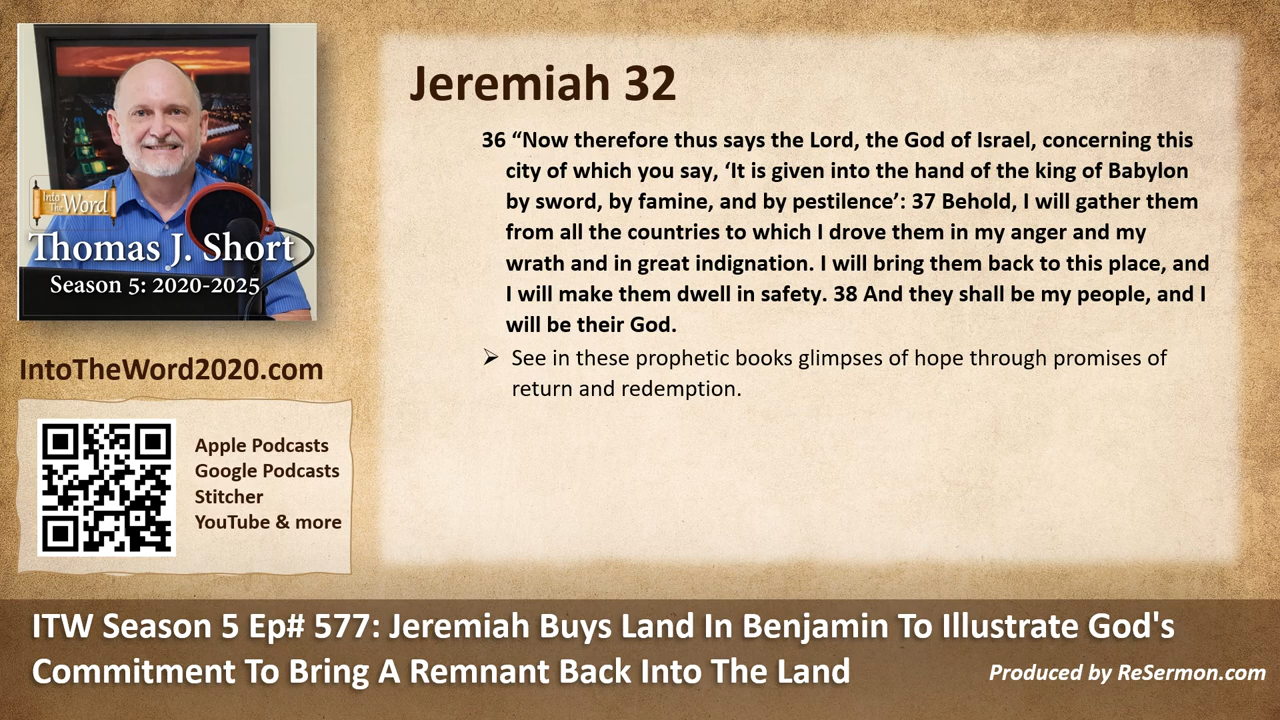 Into
The Word
Thomas J. Short
Season 5: 2020-2025
IntoTheWord2020.com
Apple Podcasts
Google Podcasts
Stitcher
YouTube & more
Jeremiah 32
36 “Now therefore thus says the Lord, the God of Israel, concerning this
city of which you say, ‘It is given into the hand of the king of Babylon
by sword, by famine, and by pestilence’: 37 Behold, I will gather them
from all the countries to which I drove them in my anger and my
wrath and in great indignation. I will bring them back to this place, and
I will make them dwell in safety. 38 And they shall be my people, and I
will be their God.
➢ See in these prophetic books glimpses of hope through promises of
return and redemption.
ITW Season 5 Ep# 577: Jeremiah Buys Land In Benjamin To Illustrate God's
Commitment To Bring A Remnant Back Into The Land
Produced by ReSermon.com